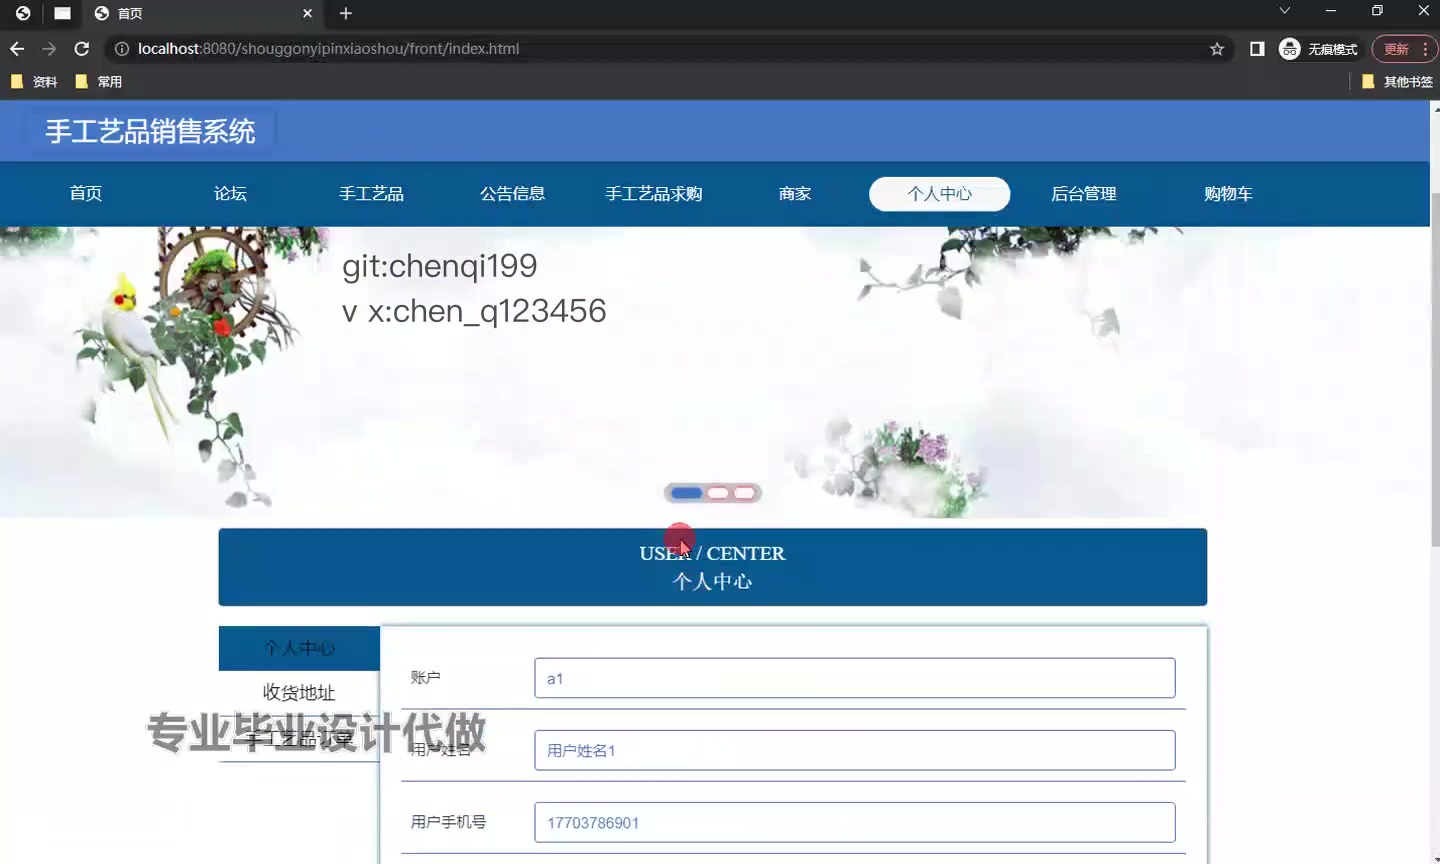 首页
localhost:8080/shouggonyipinxiaoshou/front/index.html
无痕模式
更新
资料
常用
其他书签
手工艺品销售系统
首页
论坛
手工艺品
公告信息
手工艺品求购
商家
个人中心
后台管理
购物车
git:chenqi199
v x:chen_q123456
USER / CENTER
个人中心
个人中心
收货地址
手工艺品订单
专业毕业设计代做
账户
a1
用户姓名
用户姓名1
用户手机号
17703786901